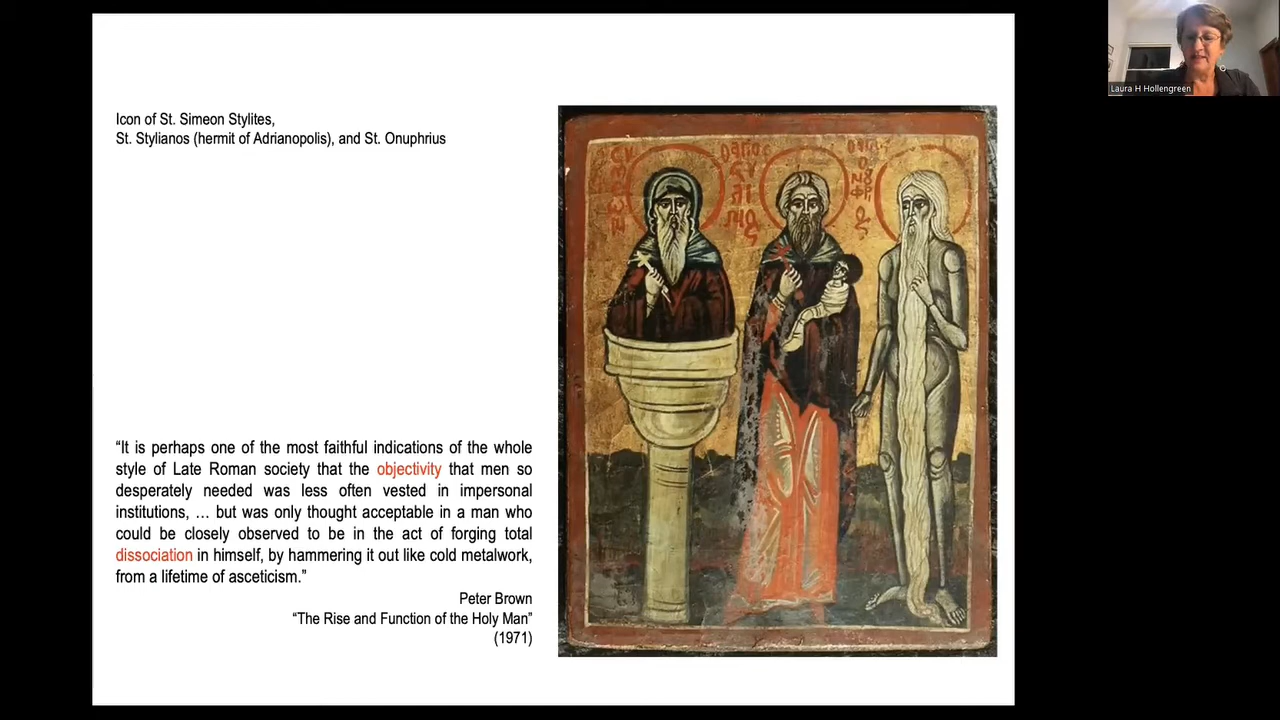 Icon of St. Simeon Stylites,
St. Stylianos (hermit of Adrianopolis), and St. Onuphrius
“It is perhaps one of the most faithful indications of the whole
style of Late Roman society that the objectivity that men so
desperately needed was less often vested in impersonal
institutions, … but was only thought acceptable in a man who
could be closely observed to be in the act of forging total
dissociation in himself, by hammering it out like cold metalwork,
from a lifetime of asceticism.”
Peter Brown
“The Rise and Function of the Holy Man”
(1971)
Laura H Hollengreen